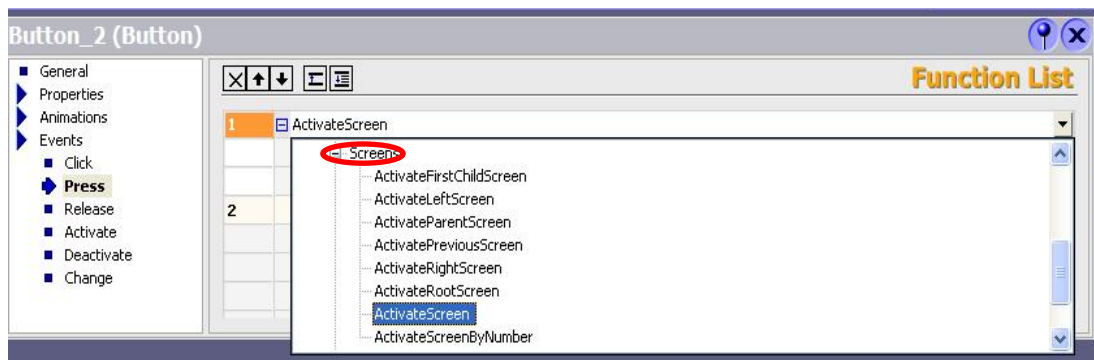 Button_2 (Button)
General
Properties
Animations
Events
Click
Press
Release
Activate
Deactivate
Change
Function List
1 ActivateScreen
Screens
ActivateFirstChildScreen
ActivateLeftScreen
ActivateParentScreen
2
ActivatePreviousScreen
ActivateRightScreen
ActivateRootScreen
ActivateScreen
ActivateScreenByNumber